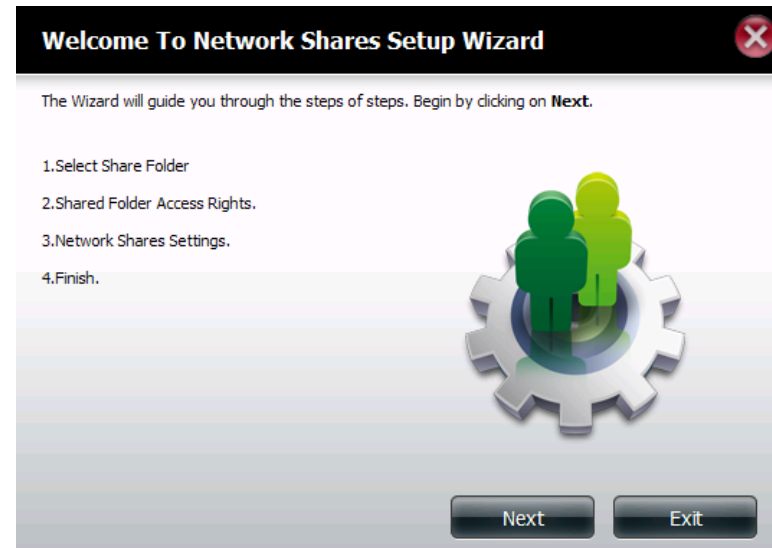 Welcome To Network Shares Setup Wizard
The Wizard will guide you through the steps of steps. Begin by clicking on Next.
1.Select Share Folder
2.Shared Folder Access Rights.
3.Network Shares Settings.
4.Finish.
Next Exit